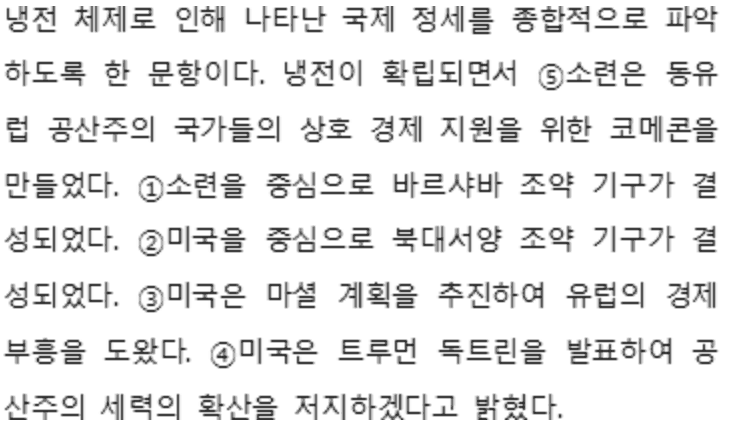 냉전 체제로 인해 나타난 국제 정세를 종합적으로 파악
하도록 한 문항이다. 냉전이 확립되면서 ⑤소련은 동유
럽 공산주의 국가들의 상호 경제 지원을 위한 코메콘을
만들었다. ①소련을 중심으로 바르샤바 조약 기구가 결
성되었다. ②미국을 중심으로 북대서양 조약 기구가 결
성되었다. ③미국은 마셜 계획을 추진하여 유럽의 경제
부흥을 도왔다. ④미국은 트루먼 독트린을 발표하여 공
산주의 세력의 확산을 저지하겠다고 밝혔다.